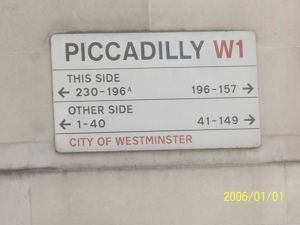 PICCADILLY W1
THIS SIDE
← 230-196ᴬ 196-157 →
OTHER SIDE
← 1-40 41-149 →
CITY OF WESTMINSTER
2006/01/01